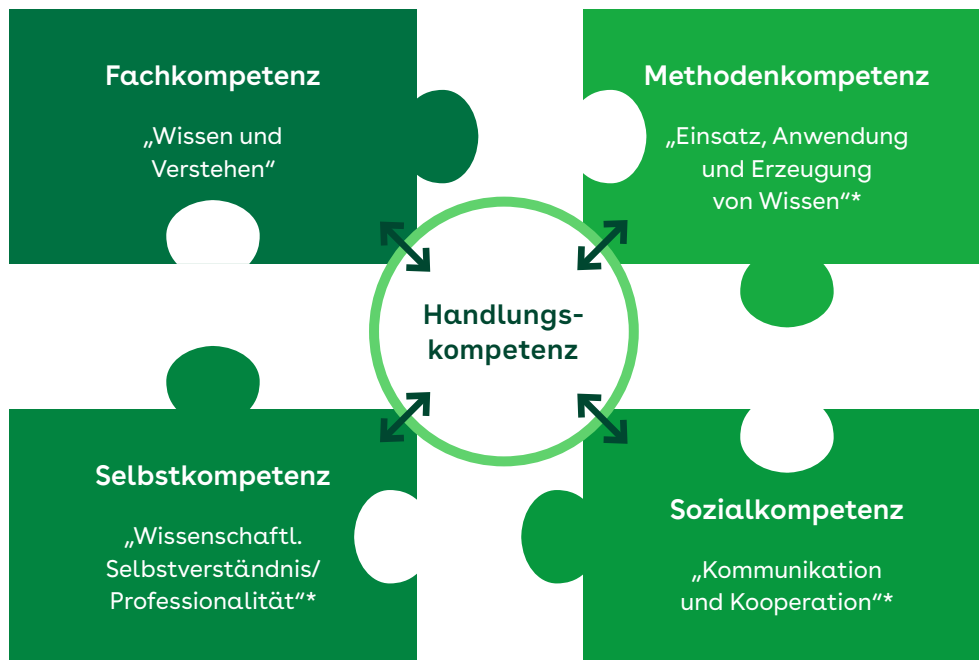 Fachkompetenz
„Wissen und
Verstehen“
Methodenkompetenz
„Einsatz, Anwendung
und Erzeugung
von Wissen“*
Handlungs-
kompetenz
Selbstkompetenz
„Wissenschaftl.
Selbstverständnis/
Professionalität“*
Sozialkompetenz
„Kommunikation
und Kooperation“*